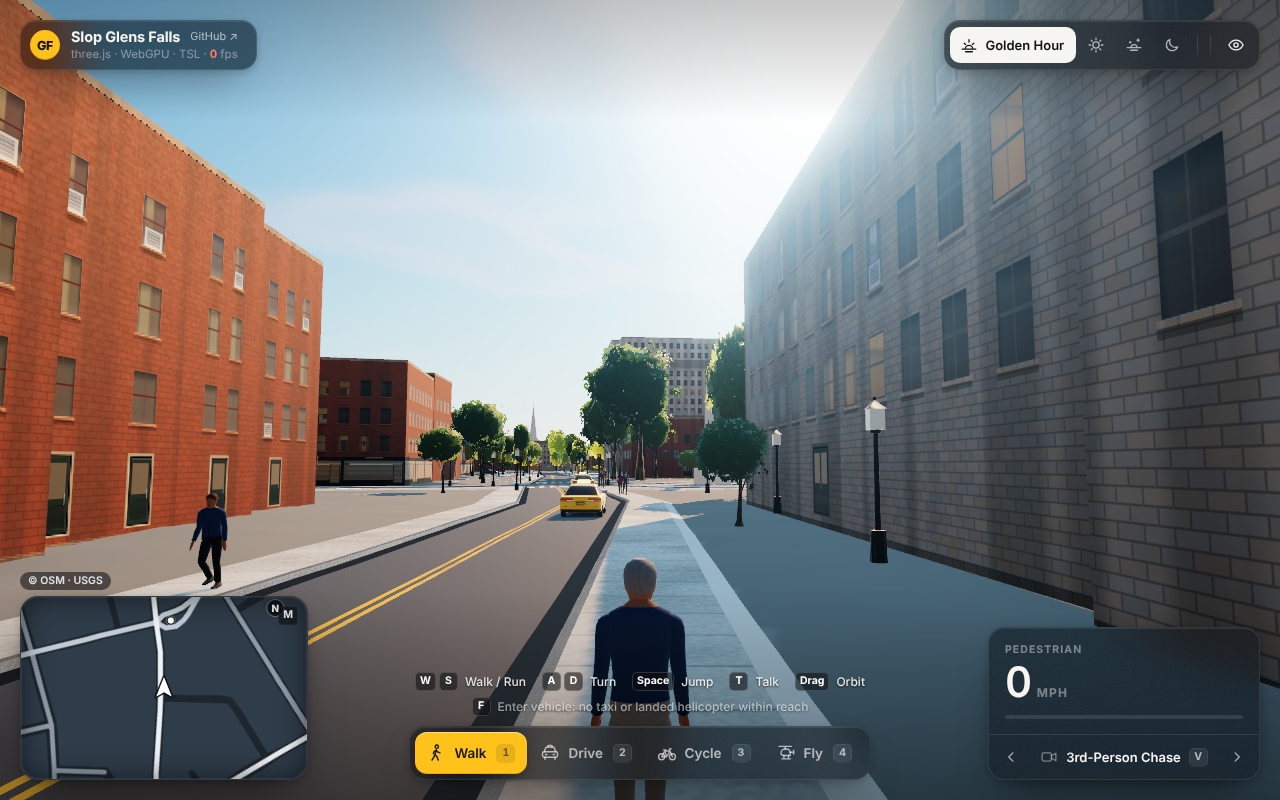 GF
Slop Glens Falls GitHub ↗
three.js · WebGPU · TSL · 0 fps
Golden Hour
© OSM · USGS
N M
W S Walk / Run A D Turn Space Jump T Talk Drag Orbit
F Enter vehicle: no taxi or landed helicopter within reach
Walk 1 Drive 2 Cycle 3 Fly 4
PEDESTRIAN
0 MPH
3rd-Person Chase V